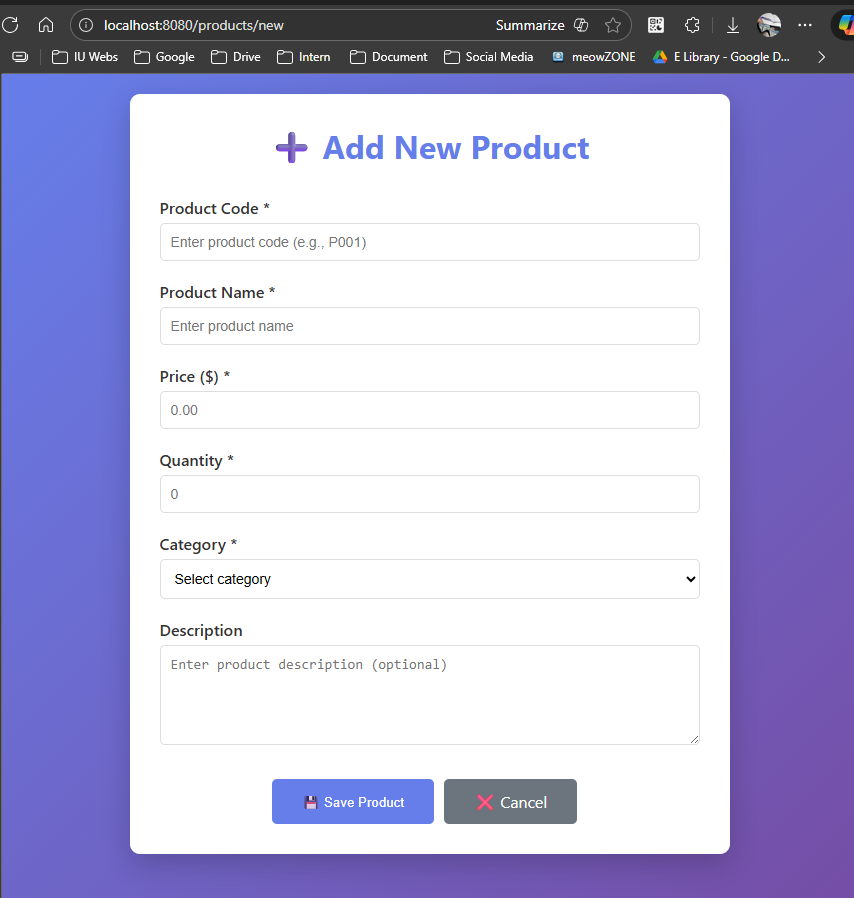 localhost:8080/products/new Summarize
IU Webs Google Drive Intern Document Social Media meowZONE E Library - Google D...
Add New Product
Product Code *
Enter product code (e.g., P001)
Product Name *
Enter product name
Price ($) *
0.00
Quantity *
0
Category *
Select category
Description
Enter product description (optional)
Save Product Cancel